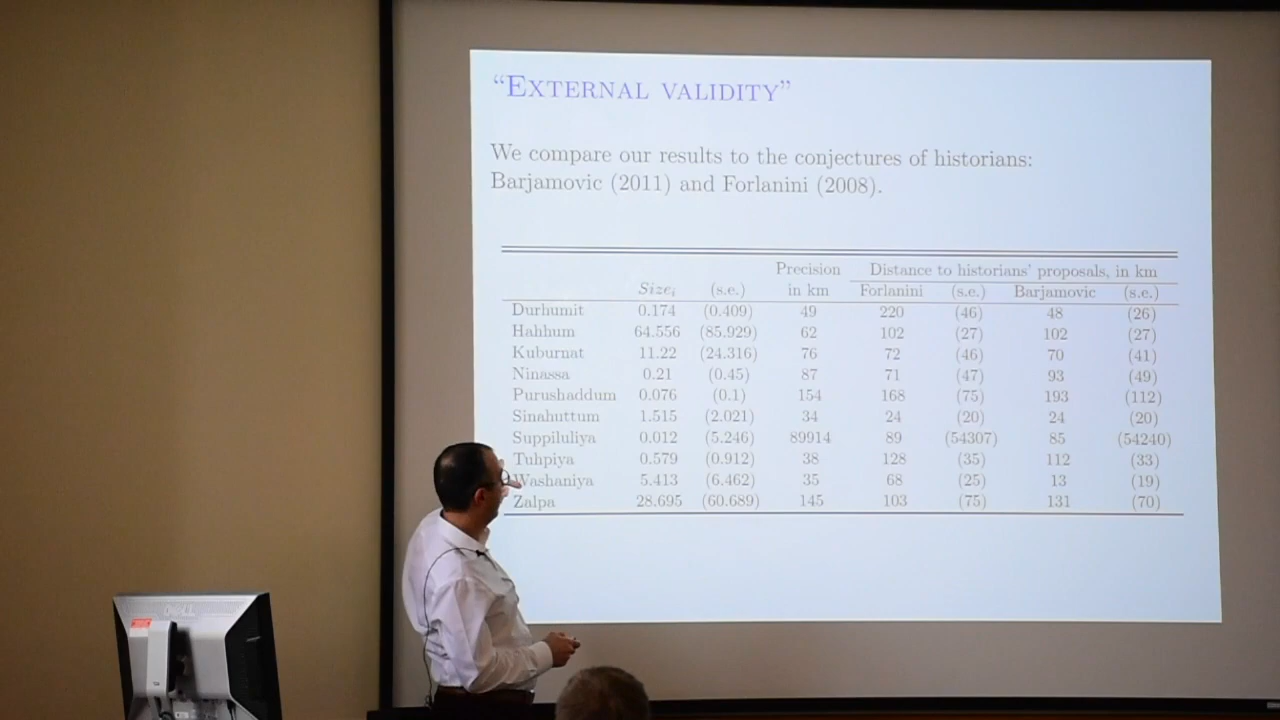 “EXTERNAL VALIDITY”
We compare our results to the conjectures of historians:
Barjamovic (2011) and Forlanini (2008).
Precision Distance to historians’ proposals, in km
Sizeᵢ (s.e.) in km Forlanini (s.e.) Barjamovic (s.e.)
Durhumit 0.174 (0.409) 49 220 (46) 48 (26)
Hahhum 64.556 (85.929) 62 102 (27) 102 (27)
Kuburnat 11.22 (24.316) 76 72 (46) 70 (41)
Ninassa 0.21 (0.45) 87 71 (47) 93 (49)
Purushaddum 0.076 (0.1) 154 168 (75) 193 (112)
Sinahuttum 1.515 (2.021) 34 24 (20) 24 (20)
Suppiluliya 0.012 (5.246) 89914 89 (54307) 85 (54240)
Tuhpiya 0.579 (0.912) 38 128 (35) 112 (33)
Washaniya 5.413 (6.462) 35 68 (25) 13 (19)
Zalpa 28.695 (60.689) 145 103 (75) 131 (70)
DELL